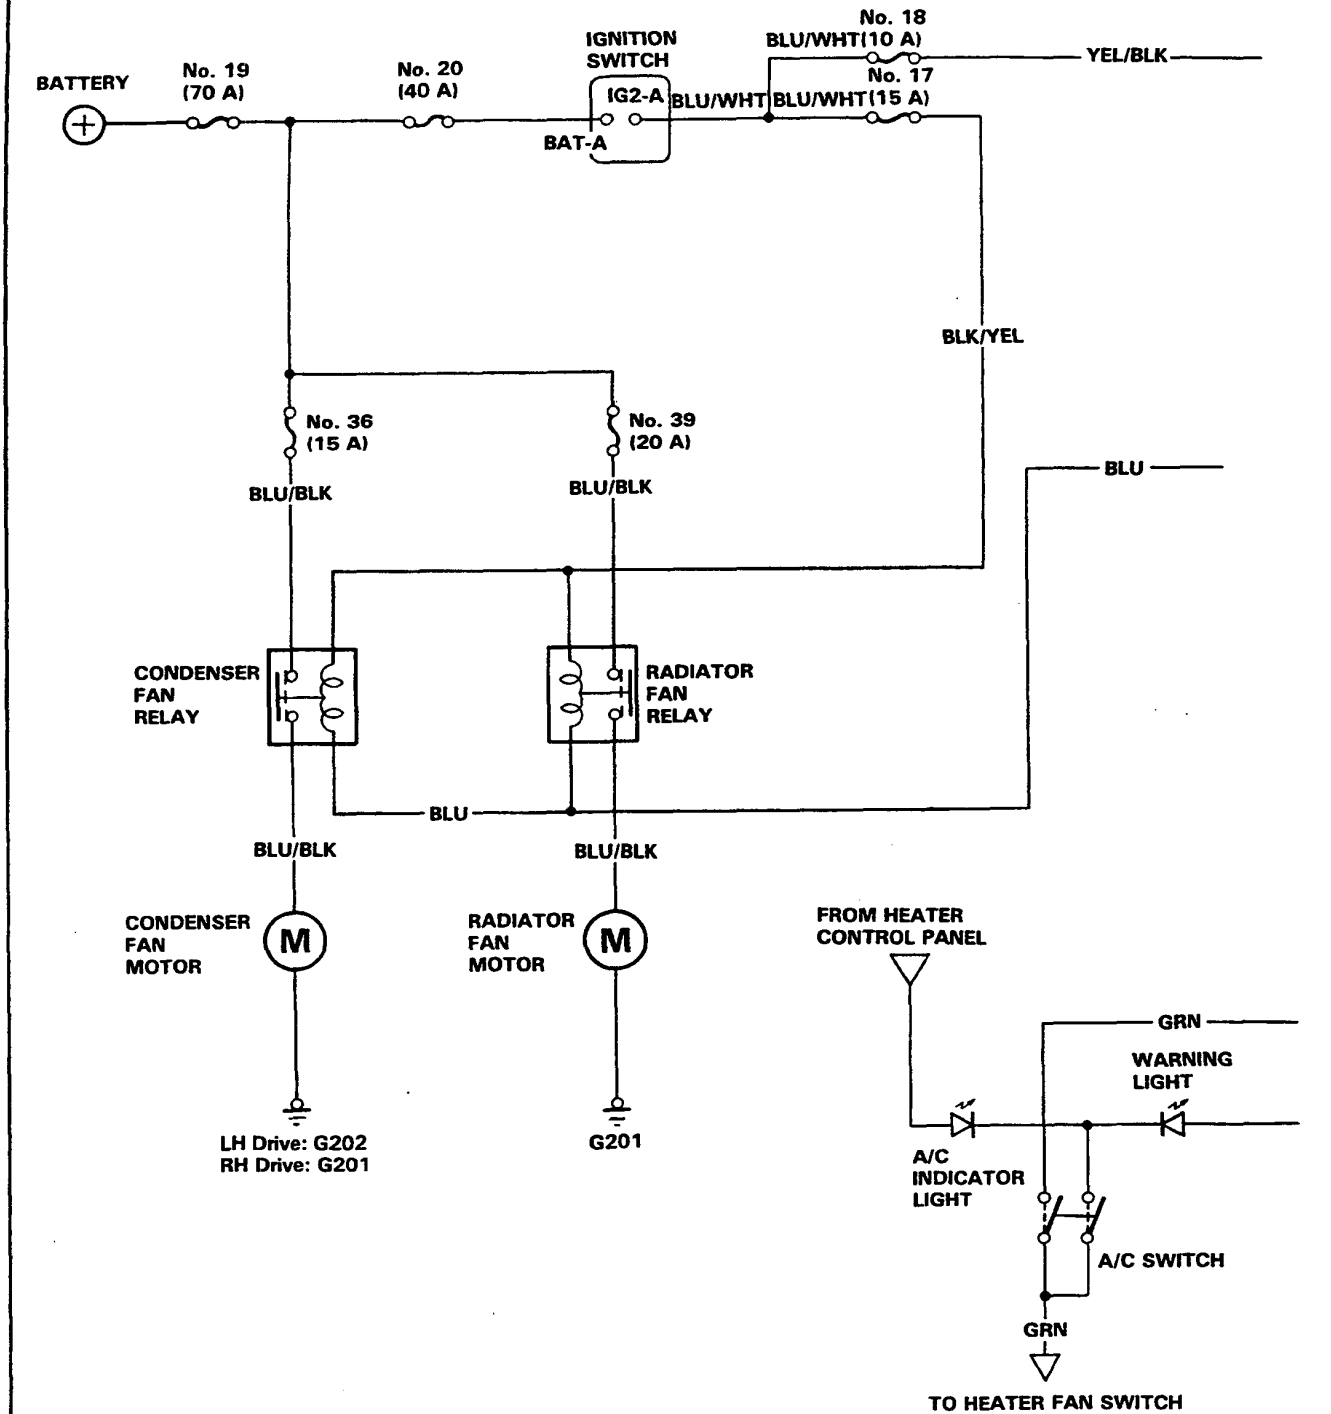 No. 18
BLU/WHT(10 A)
YEL/BLK
IGNITION
SWITCH
No. 19
(70 A)
No. 20
(40 A)
BATTERY
+
IG2-A
BLU/WHT
No. 17
BLU/WHT(15 A)
BAT-A
BLK/YEL
No. 36
(15 A)
No. 39
(20 A)
BLU
BLU/BLK
BLU/BLK
CONDENSER
FAN
RELAY
RADIATOR
FAN
RELAY
BLU
BLU/BLK
BLU/BLK
CONDENSER
FAN
MOTOR
M
RADIATOR
FAN
MOTOR
M
FROM HEATER
CONTROL PANEL
GRN
WARNING
LIGHT
LH Drive: G202
RH Drive: G201
G201
A/C
INDICATOR
LIGHT
A/C SWITCH
GRN
TO HEATER FAN SWITCH